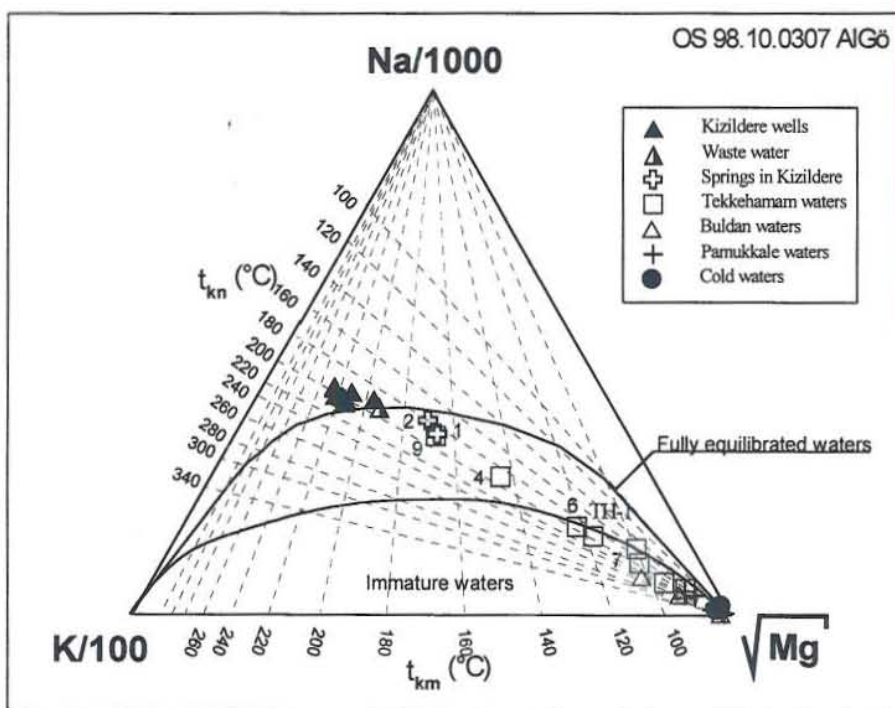 OS 98.10.0307 AlGö
Na/1000
Kizildere wells
Waste water
Springs in Kizildere
Tekkehamam waters
Buldan waters
Pamukkale waters
Cold waters
100
120
140
160
180
200
220
240
260
280
300
340
t_kn (°C)
2
1
9
4
6
TH-1
7
Fully equilibrated waters
Immature waters
K/100
260
240
220
200
180
160
140
120
100
t_km (°C)
√Mg